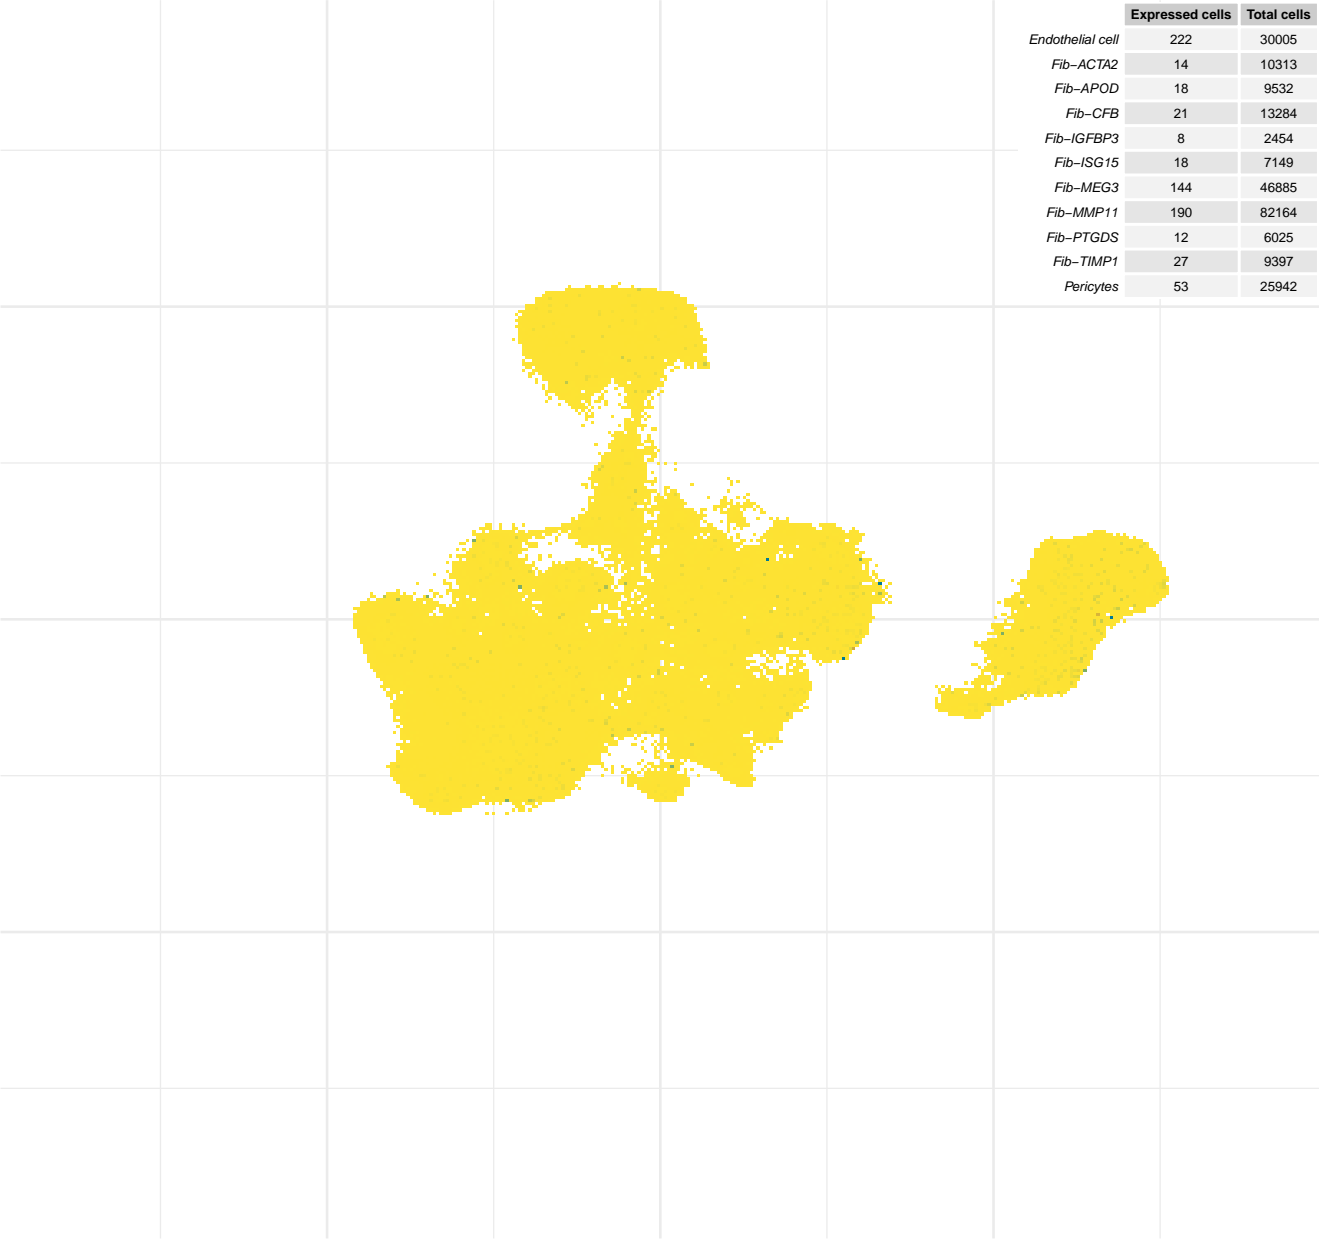 Expressed cells Total cells
Endothelial cell 222 30005
Fib−ACTA2 14 10313
Fib−APOD 18 9532
Fib−CFB 21 13284
Fib−IGFBP3 8 2454
Fib−ISG15 18 7149
Fib−MEG3 144 46885
Fib−MMP11 190 82164
Fib−PTGDS 12 6025
Fib−TIMP1 27 9397
Pericytes 53 25942